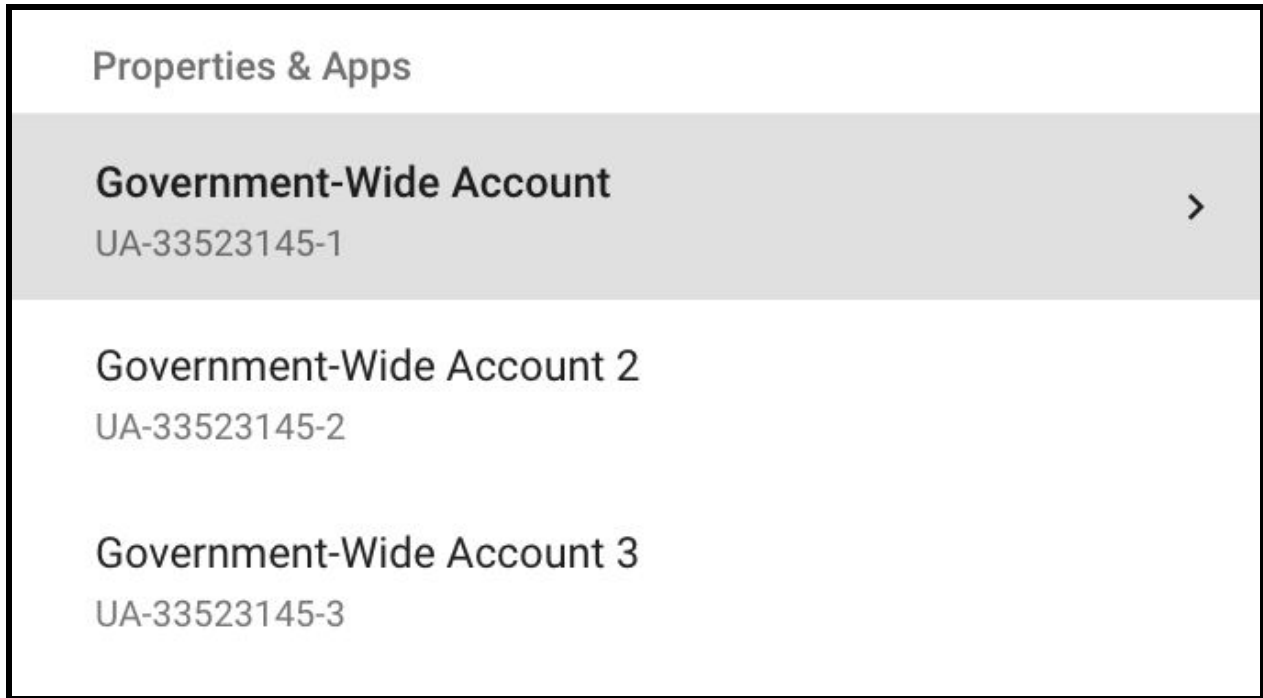 Properties & Apps
Government-Wide Account
UA-33523145-1
Government-Wide Account 2
UA-33523145-2
Government-Wide Account 3
UA-33523145-3